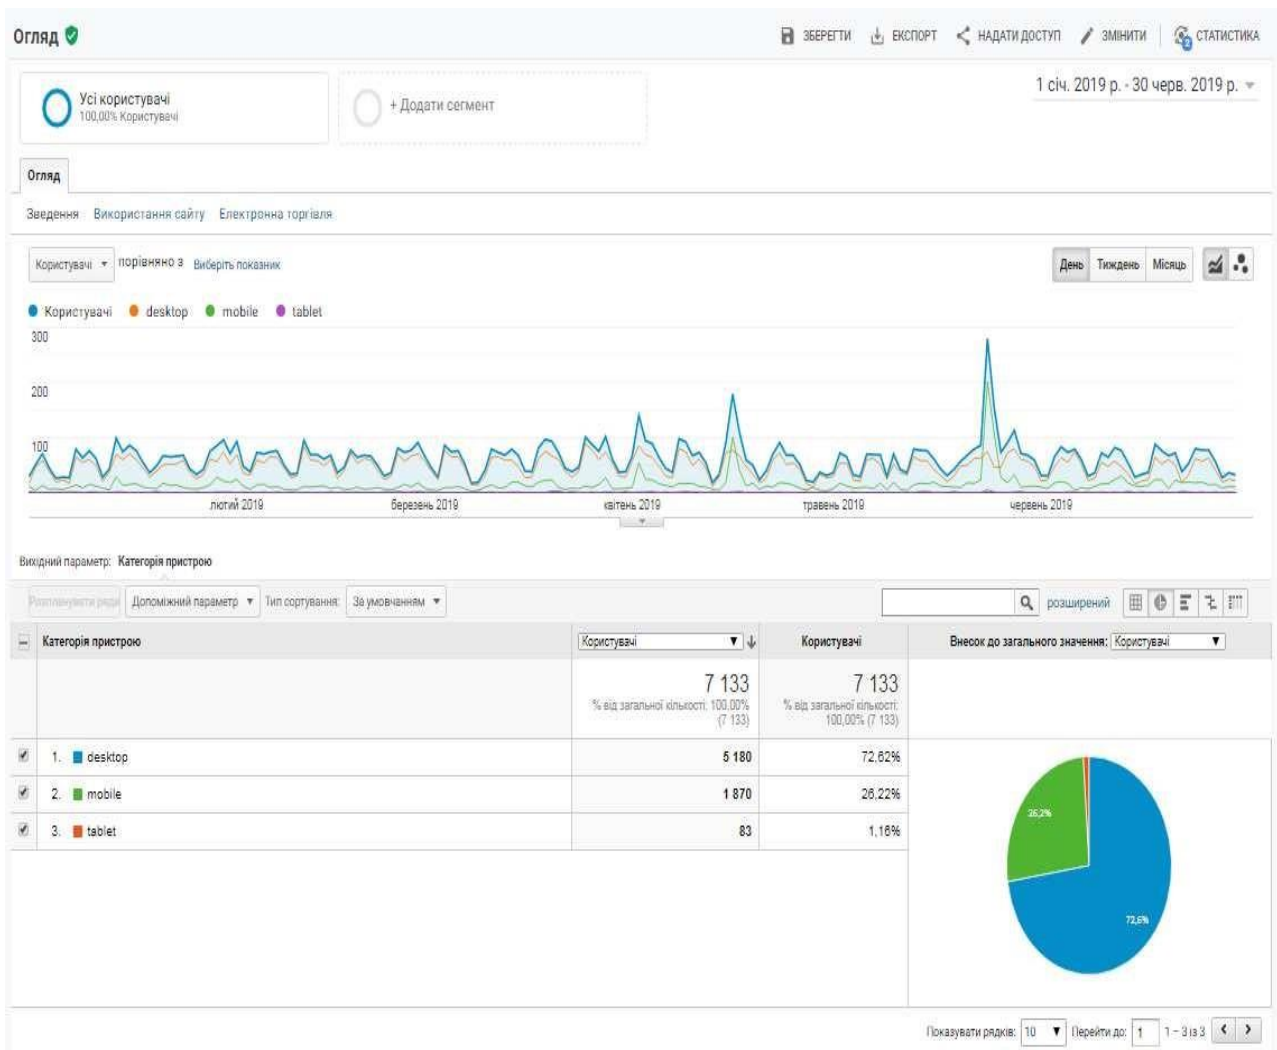 Огляд
ЗБЕРЕГТИ ЕКСПОРТ НАДАТИ ДОСТУП ЗМІНИТИ СТАТИСТИКА
1 січ. 2019 р. - 30 черв. 2019 р.
Усі користувачі
100,00% Користувачі
+ Додати сегмент
Огляд
Зведення Використання сайту Електронна торгівля
Користувачі порівняно з Виберіть показник
День Тиждень Місяць
Користувачі desktop mobile tablet
300
200
100
лютий 2019 березень 2019 квітень 2019 травень 2019 червень 2019
Вихідний параметр: Категорія пристрою
Допоміжний параметр Тип сортування: За умовчанням
розширений
Категорія пристрою Користувачі Користувачі Внесок до загального значення: Користувачі
7 133 7 133
% від загальної кількості: 100,00% % від загальної кількості:
(7 133) 100,00% (7 133)
1. desktop 5 180 72,62%
2. mobile 1 870 26,22%
3. tablet 83 1,16%
26,2%
72,6%
Показувати рядків: 10 Перейти до: 1 1 – 3 із 3